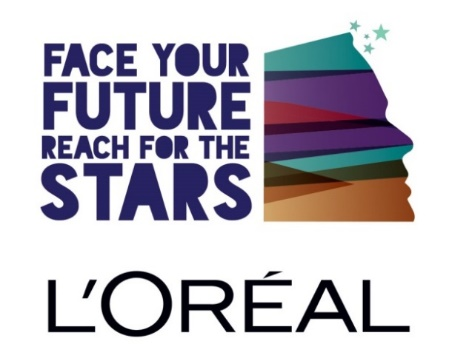 FACE YOUR
FUTURE
REACH FOR THE
STARS
L'ORÉAL